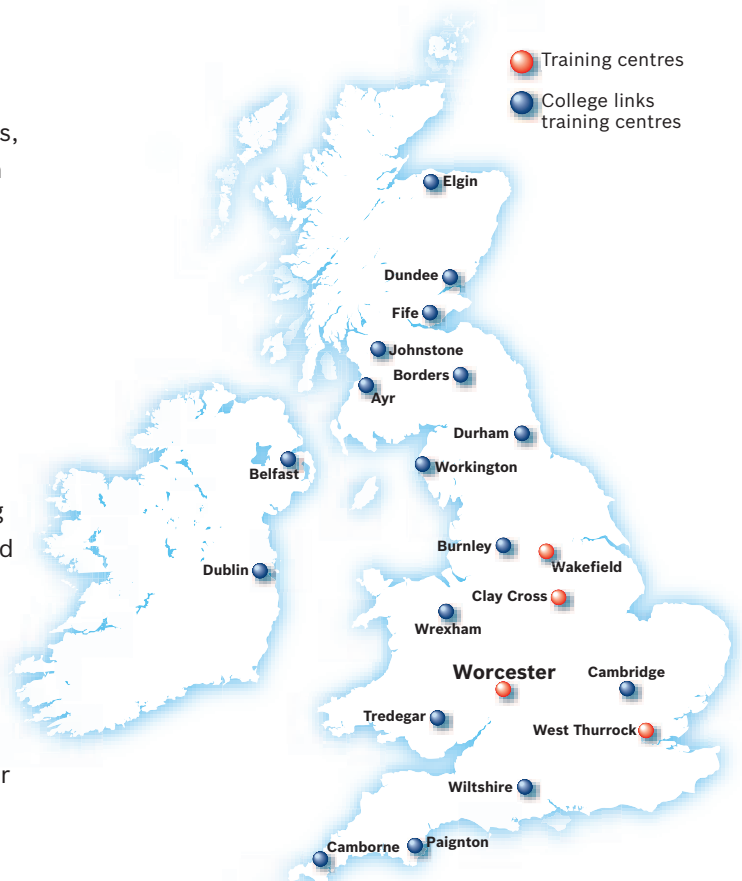 Training centres
College links
training centres
s,
Elgin
Dundee
Fife
Johnstone
Borders
Ayr
Durham
Workington
Belfast
g
Burnley
d
Wakefield
Dublin
Clay Cross
Wrexham
Worcester
Cambridge
Tredegar
West Thurrock
r
Wiltshire
Camborne
Paignton